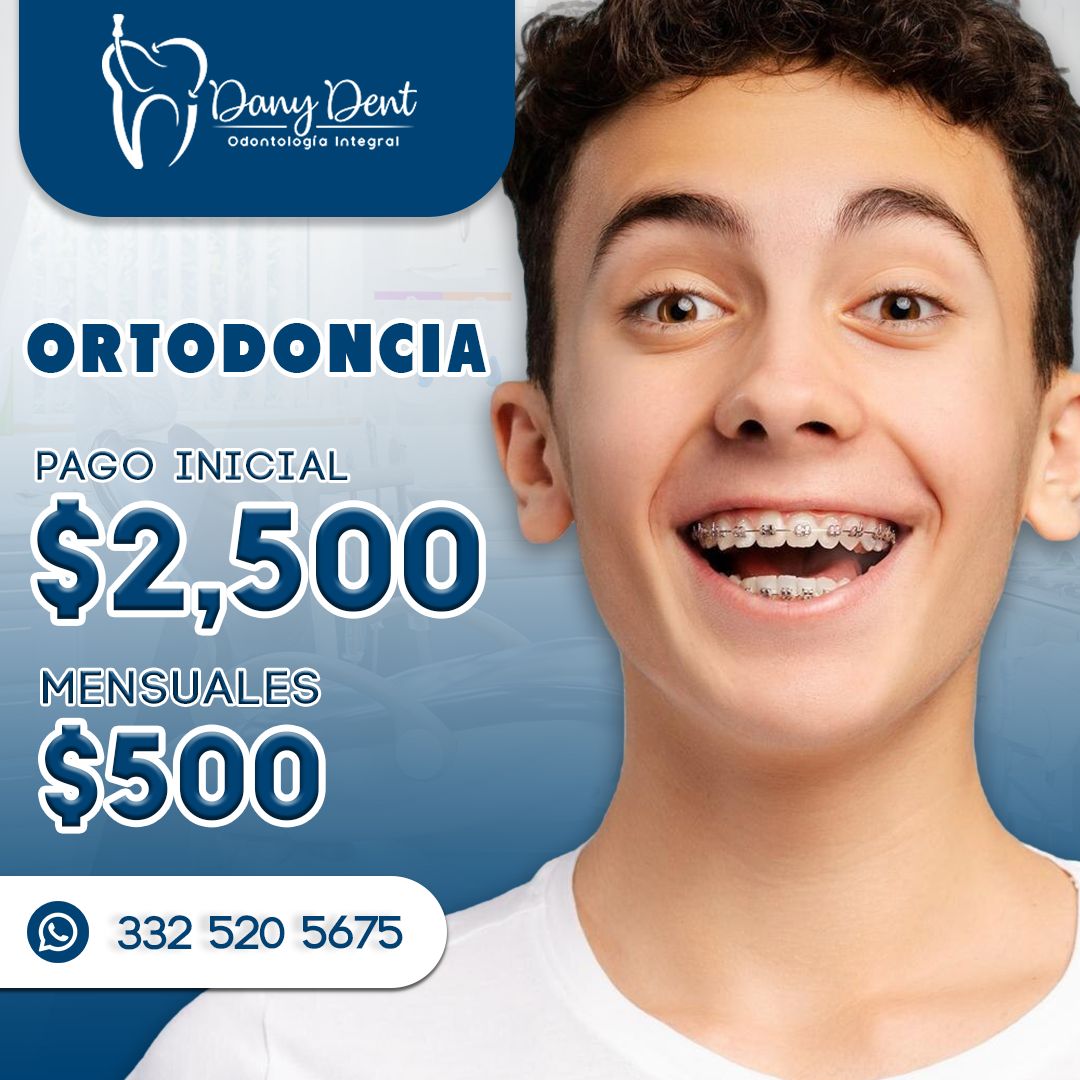 Dany Dent
Odontología Integral
ORTODONCIA
PAGO INICIAL
$2,500
MENSUALES
$500
332 520 5675